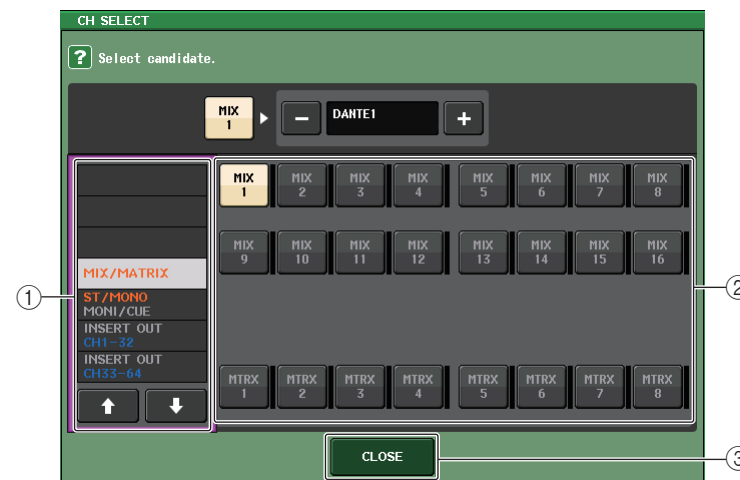 CH SELECT
? Select candidate.
MIX 1
− DANTE1 +
MIX 1 MIX 2 MIX 3 MIX 4 MIX 5 MIX 6 MIX 7 MIX 8
MIX 9 MIX 10 MIX 11 MIX 12 MIX 13 MIX 14 MIX 15 MIX 16
MIX/MATRIX
① ②
ST/MONO
MONI/CUE
INSERT OUT
CH1-32
INSERT OUT
CH33-64
MTRX 1 MTRX 2 MTRX 3 MTRX 4 MTRX 5 MTRX 6 MTRX 7 MTRX 8
CLOSE ③